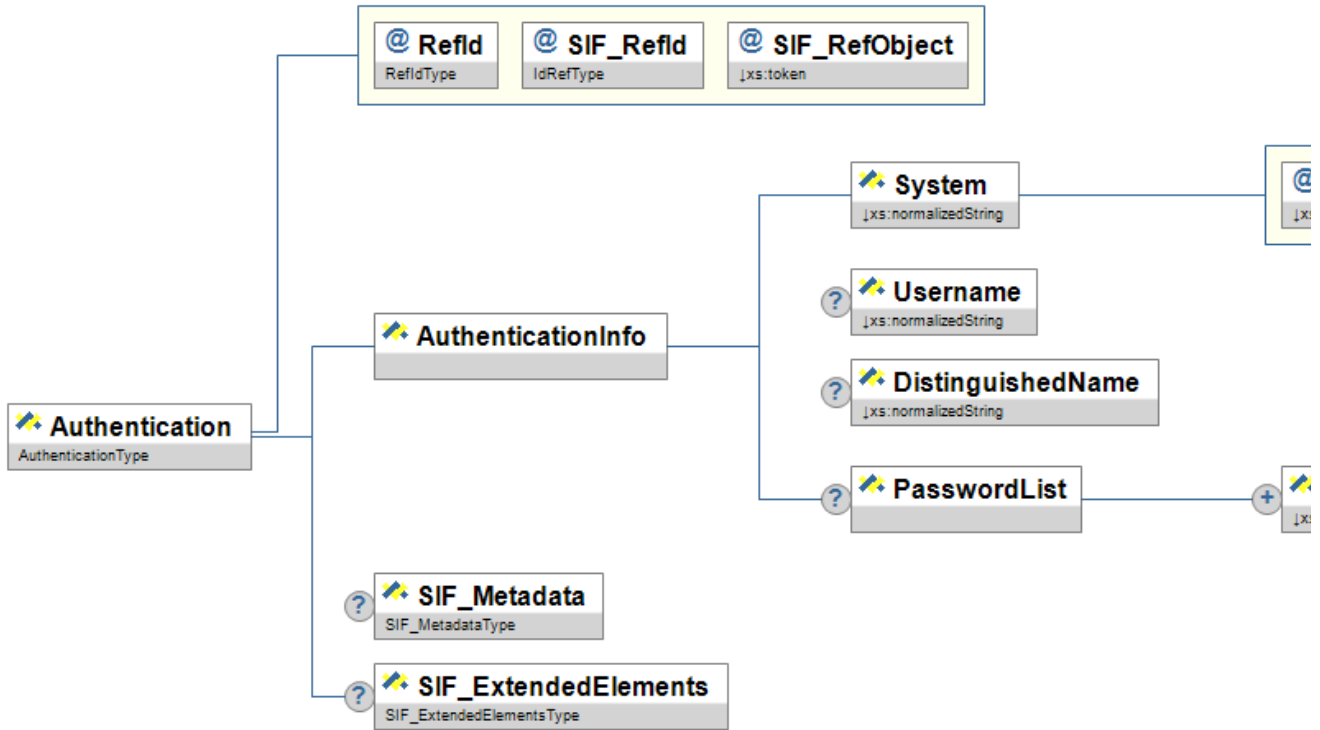 @ RefId
RefIdType
@ SIF_RefId
IdRefType
@ SIF_RefObject
↓xs:token
System
↓xs:normalizedString
@
? Username
↓xs:normalizedString
AuthenticationInfo
? DistinguishedName
↓xs:normalizedString
Authentication
AuthenticationType
? PasswordList
+
? SIF_Metadata
SIF_MetadataType
? SIF_ExtendedElements
SIF_ExtendedElementsType